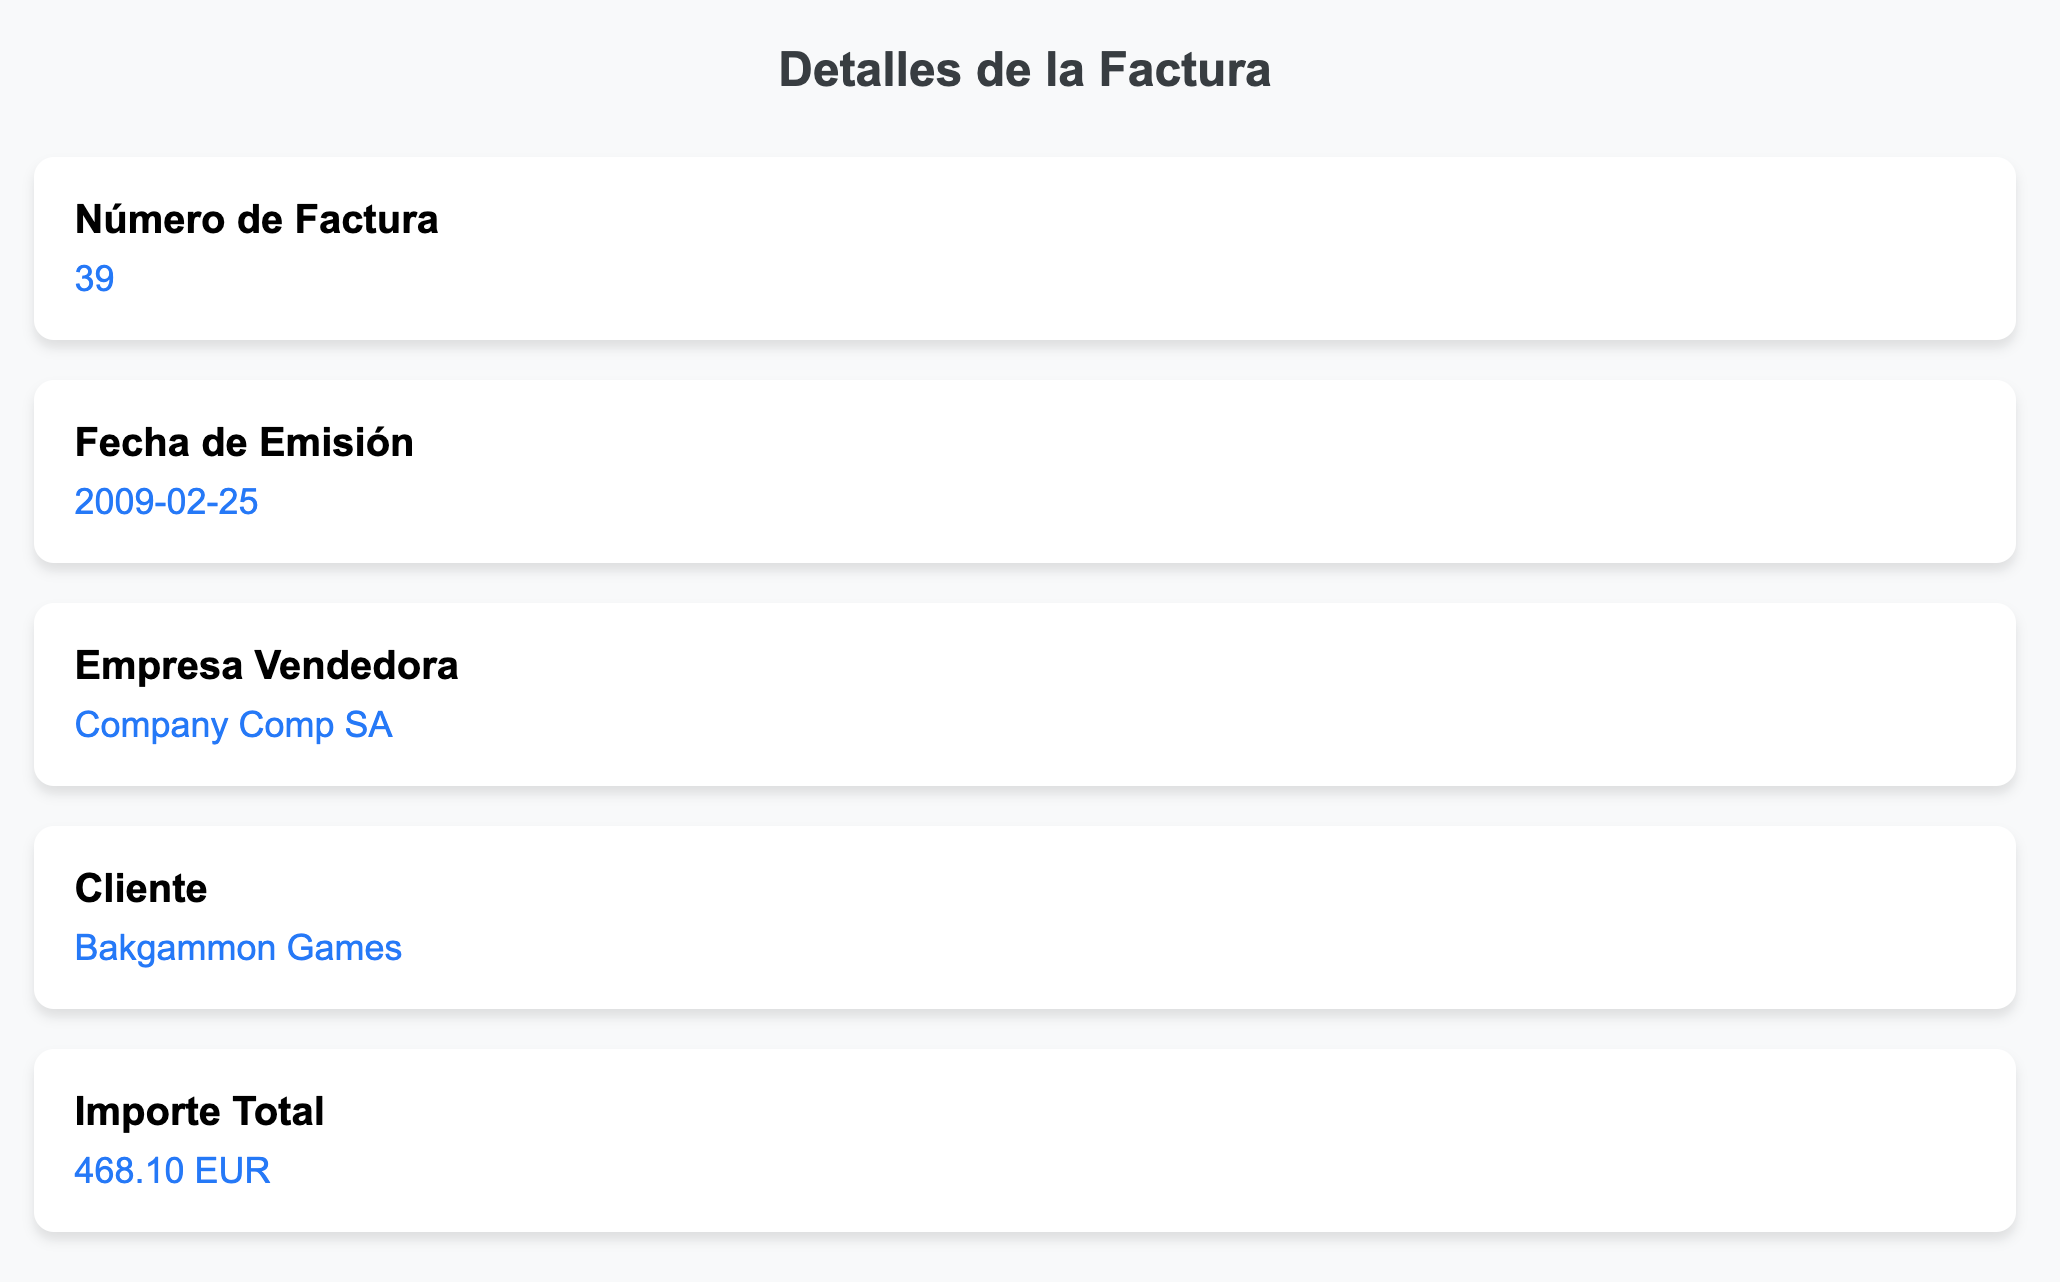 Detalles de la Factura
Número de Factura
39
Fecha de Emisión
2009-02-25
Empresa Vendedora
Company Comp SA
Cliente
Bakgammon Games
Importe Total
468.10 EUR